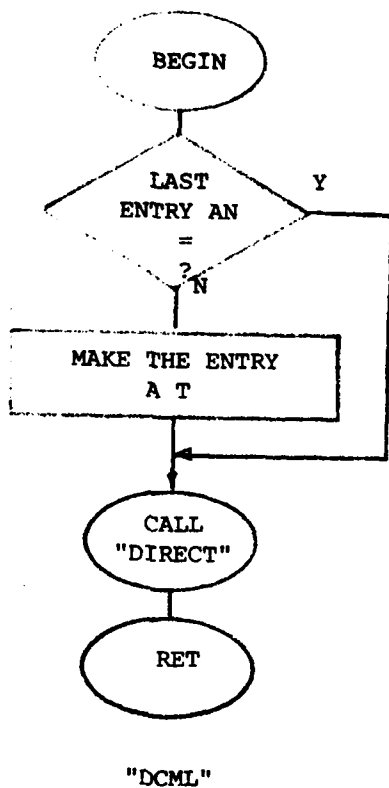 BEGIN
LAST
ENTRY AN
=
?
Y
N
MAKE THE ENTRY
A T
CALL
"DIRECT"
RET
"DCML"